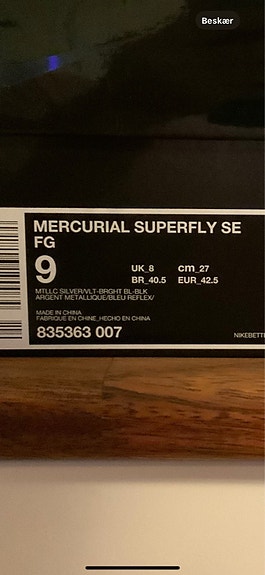 Beskær
MERCURIAL SUPERFLY SE
FG
9
UK_8 cm_27
BR_40.5 EUR_42.5
MTLLC SILVER/VLT-BRGHT BL-BLK
ARGENT METALLIQUE/BLEU REFLEX/
MADE IN CHINA
FABRIQUE EN CHINE_HECHO EN CHINA
835363 007
NIKEBETTE